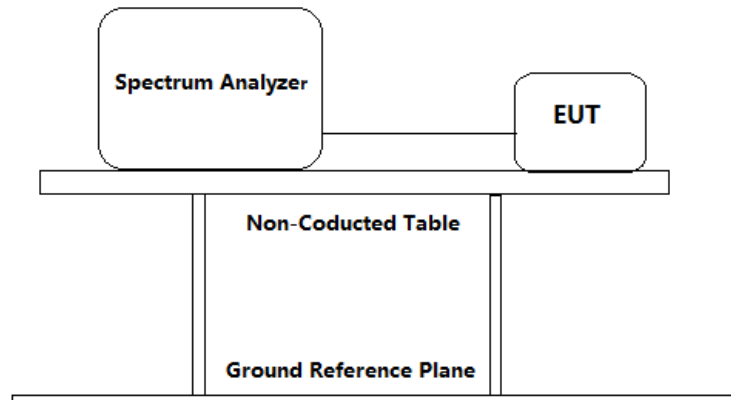 Spectrum Analyzer
EUT
Non-Coducted Table
Ground Reference Plane